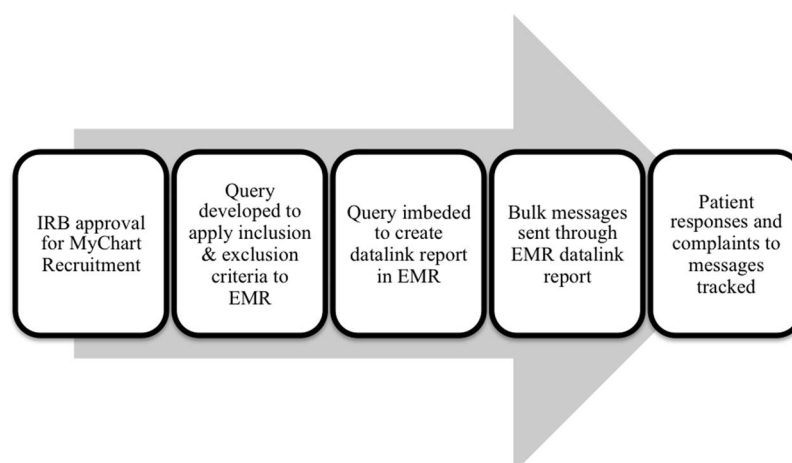 IRB approval
for MyChart
Recruitment
Query
developed to
apply inclusion
& exclusion
criteria to
EMR
Query imbeded
to create
datalink report
in EMR
Bulk messages
sent through
EMR datalink
report
Patient
responses and
complaints to
messages
tracked